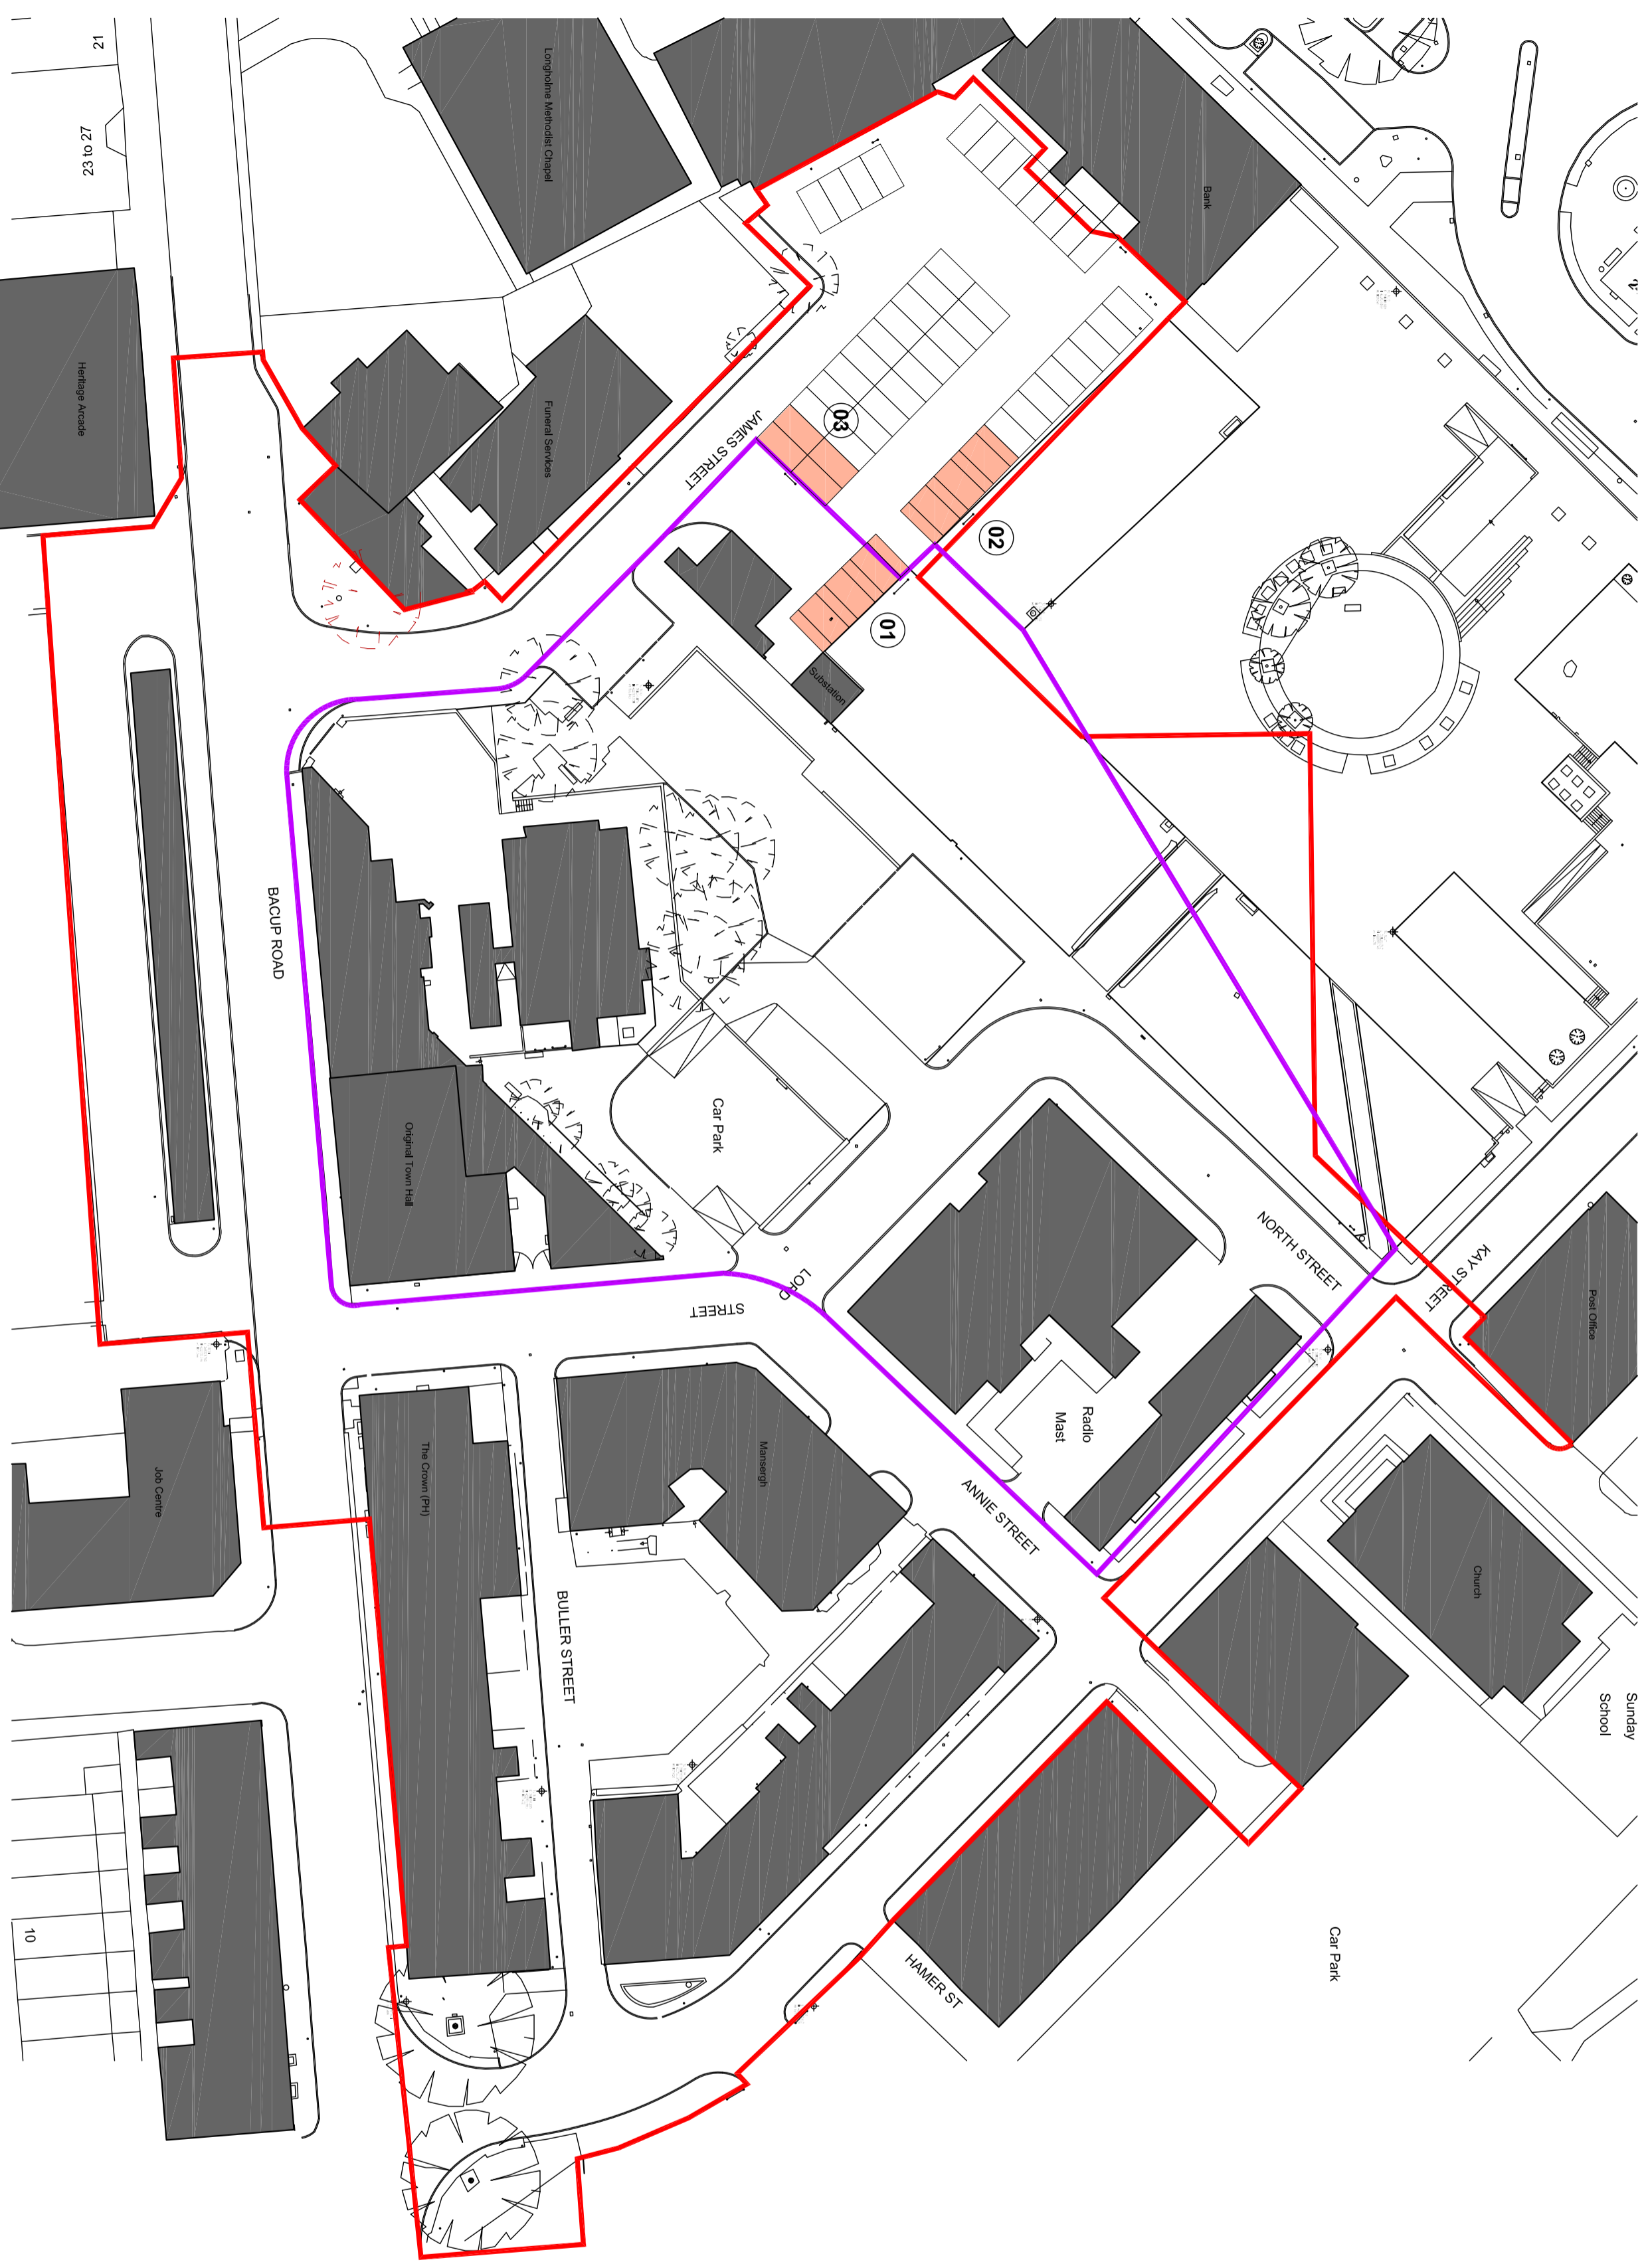 21
23 to 27
Longholme Methodist Chapel
Bank
Heritage Arcade
Funeral Services
JAMES STREET
03
02
01
Substation
BACUP ROAD
Original Town Hall
Car Park
LORD
STREET
NORTH STREET
KAY STREET
Post Office
Radio
Mast
ANNIE STREET
Mansergh
The Crown (PH)
Job Centre
BULLER STREET
Church
Sunday
School
Car Park
HAMER ST
10